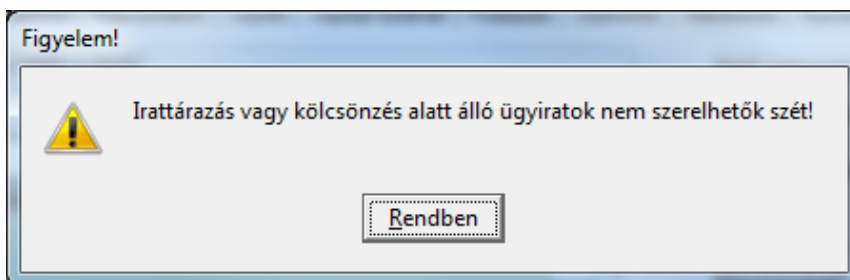 Figyelem!
Irattárazás vagy kölcsönzés alatt álló ügyiratok nem szerelhetők szét!
Rendben